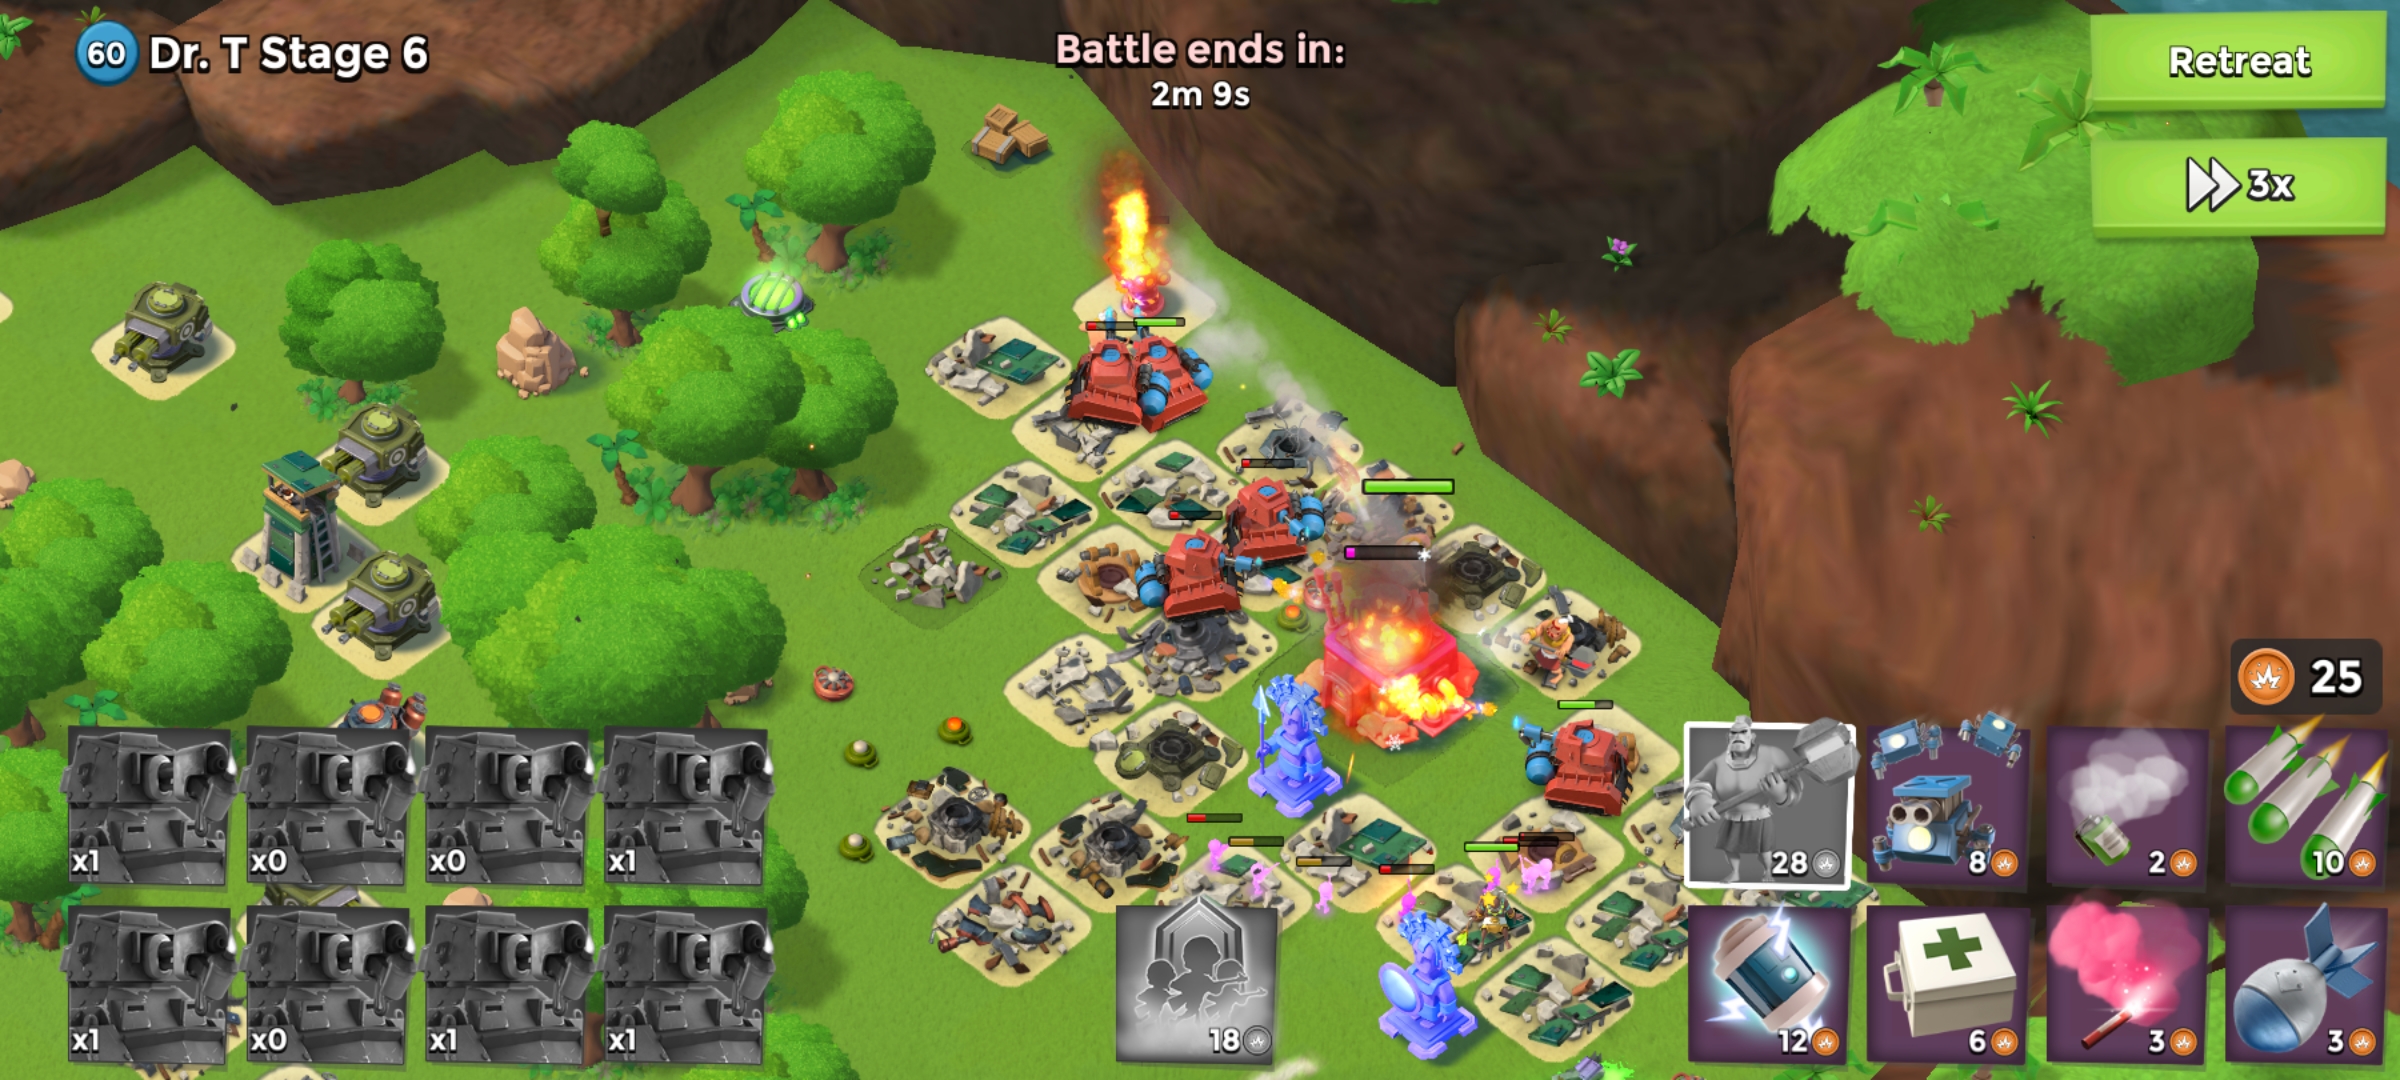 60 Dr. T Stage 6
Battle ends in:
2m 9s
Retreat
3x
25
28
8
2
10
x1
x0
x0
x1
x1
x0
x1
x1
18
12
6
3
3